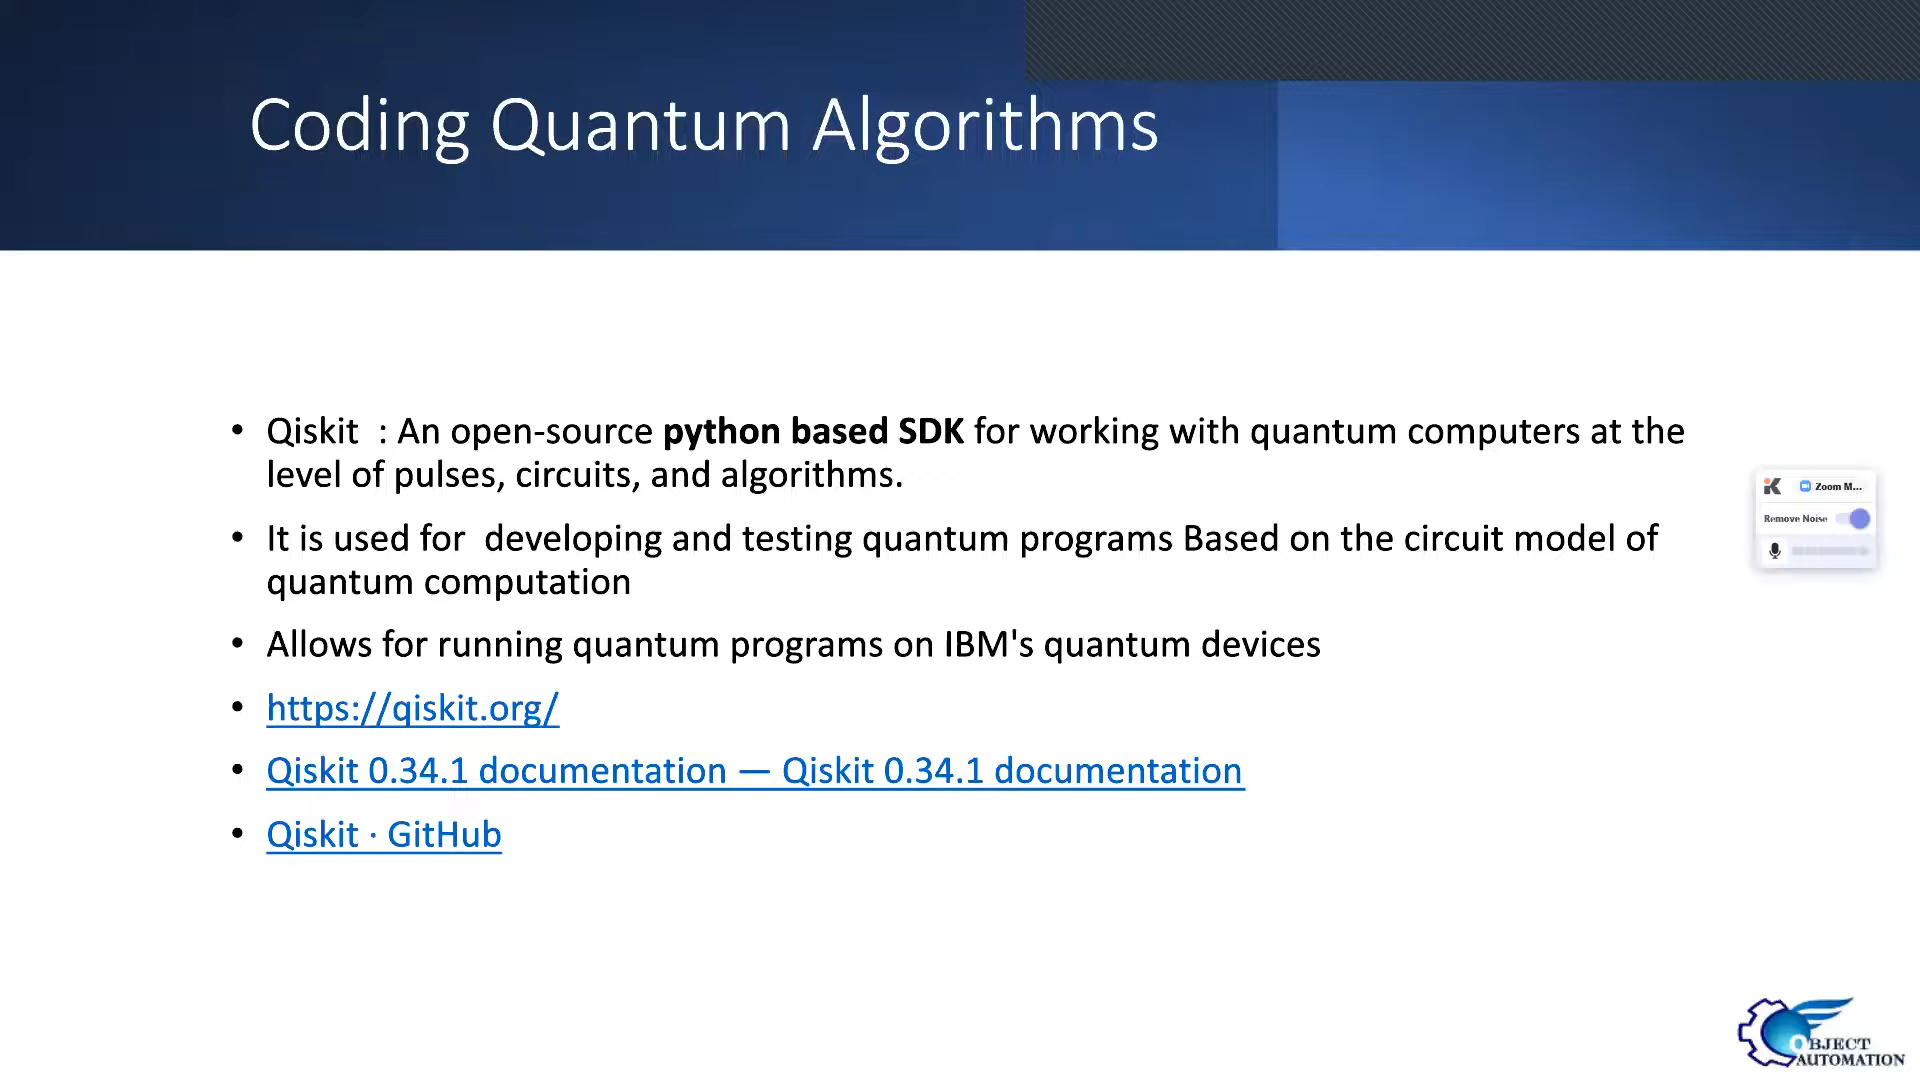 Coding Quantum Algorithms
• Qiskit : An open-source python based SDK for working with quantum computers at the
level of pulses, circuits, and algorithms.
• It is used for developing and testing quantum programs Based on the circuit model of
quantum computation
• Allows for running quantum programs on IBM's quantum devices
• https://qiskit.org/
• Qiskit 0.34.1 documentation — Qiskit 0.34.1 documentation
• Qiskit · GitHub
Zoom M...
Remove Noise
OBJECT
AUTOMATION